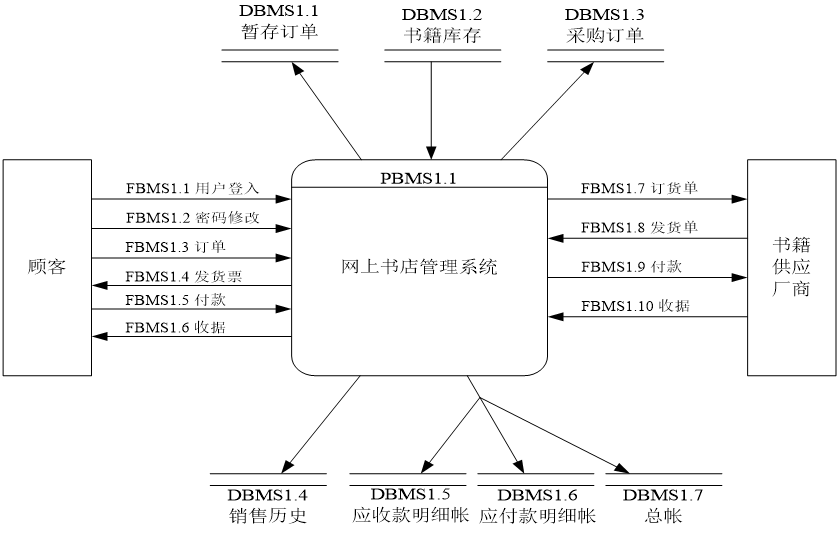 DBMS1.1
暂存订单
DBMS1.2
书籍库存
DBMS1.3
采购订单
PBMS1.1
网上书店管理系统
顾客
FBMS1.1 用户登入
FBMS1.2 密码修改
FBMS1.3 订单
FBMS1.4 发货票
FBMS1.5 付款
FBMS1.6 收据
FBMS1.7 订货单
FBMS1.8 发货单
FBMS1.9 付款
FBMS1.10 收据
书籍
供应
厂商
DBMS1.4
销售历史
DBMS1.5
应收款明细帐
DBMS1.6
应付款明细帐
DBMS1.7
总帐